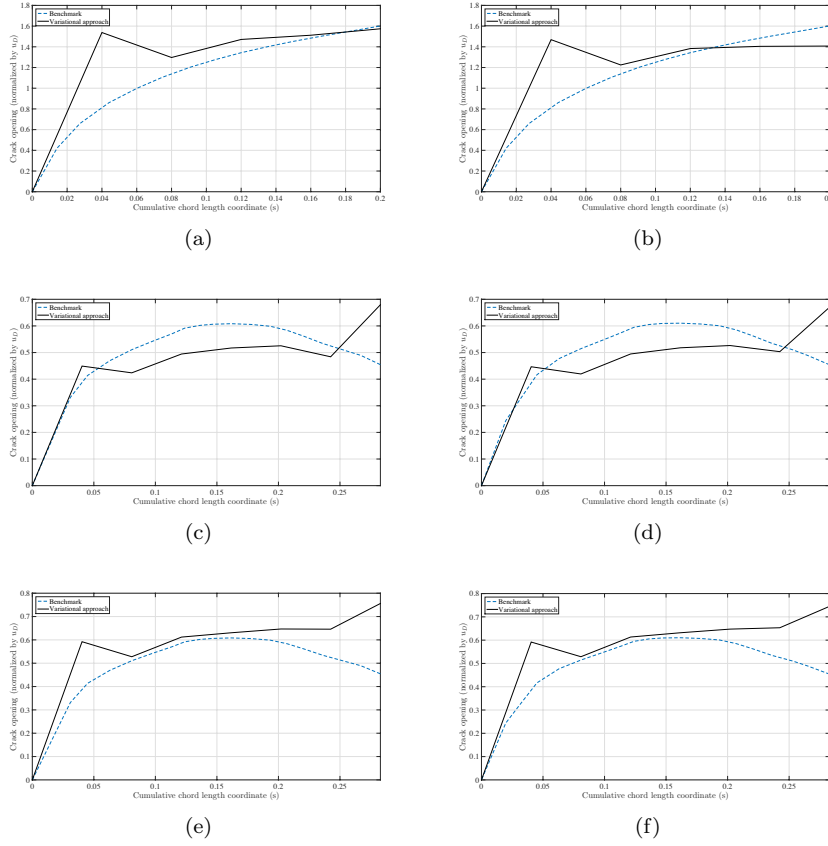 Benchmark
Variational approach
Crack opening (normalized by u_D)
1.8
1.6
1.4
1.2
1
0.8
0.6
0.4
0.2
0
0 0.02 0.04 0.06 0.08 0.1 0.12 0.14 0.16 0.18 0.2
Cumulative chord length coordinate (s)
(a)
Benchmark
Variational approach
Crack opening (normalized by u_D)
1.8
1.6
1.4
1.2
1
0.8
0.6
0.4
0.2
0
0 0.02 0.04 0.06 0.08 0.1 0.12 0.14 0.16 0.18 0.2
Cumulative chord length coordinate (s)
(b)
Benchmark
Variational approach
Crack opening (normalized by u_D)
0.7
0.6
0.5
0.4
0.3
0.2
0.1
0
0 0.05 0.1 0.15 0.2 0.25
Cumulative chord length coordinate (s)
(c)
Benchmark
Variational approach
Crack opening (normalized by u_D)
0.7
0.6
0.5
0.4
0.3
0.2
0.1
0
0 0.05 0.1 0.15 0.2 0.25
Cumulative chord length coordinate (s)
(d)
Benchmark
Variational approach
Crack opening (normalized by u_D)
0.8
0.7
0.6
0.5
0.4
0.3
0.2
0.1
0
0 0.05 0.1 0.15 0.2 0.25
Cumulative chord length coordinate (s)
(e)
Benchmark
Variational approach
Crack opening (normalized by u_D)
0.8
0.7
0.6
0.5
0.4
0.3
0.2
0.1
0
0 0.05 0.1 0.15 0.2 0.25
Cumulative chord length coordinate (s)
(f)